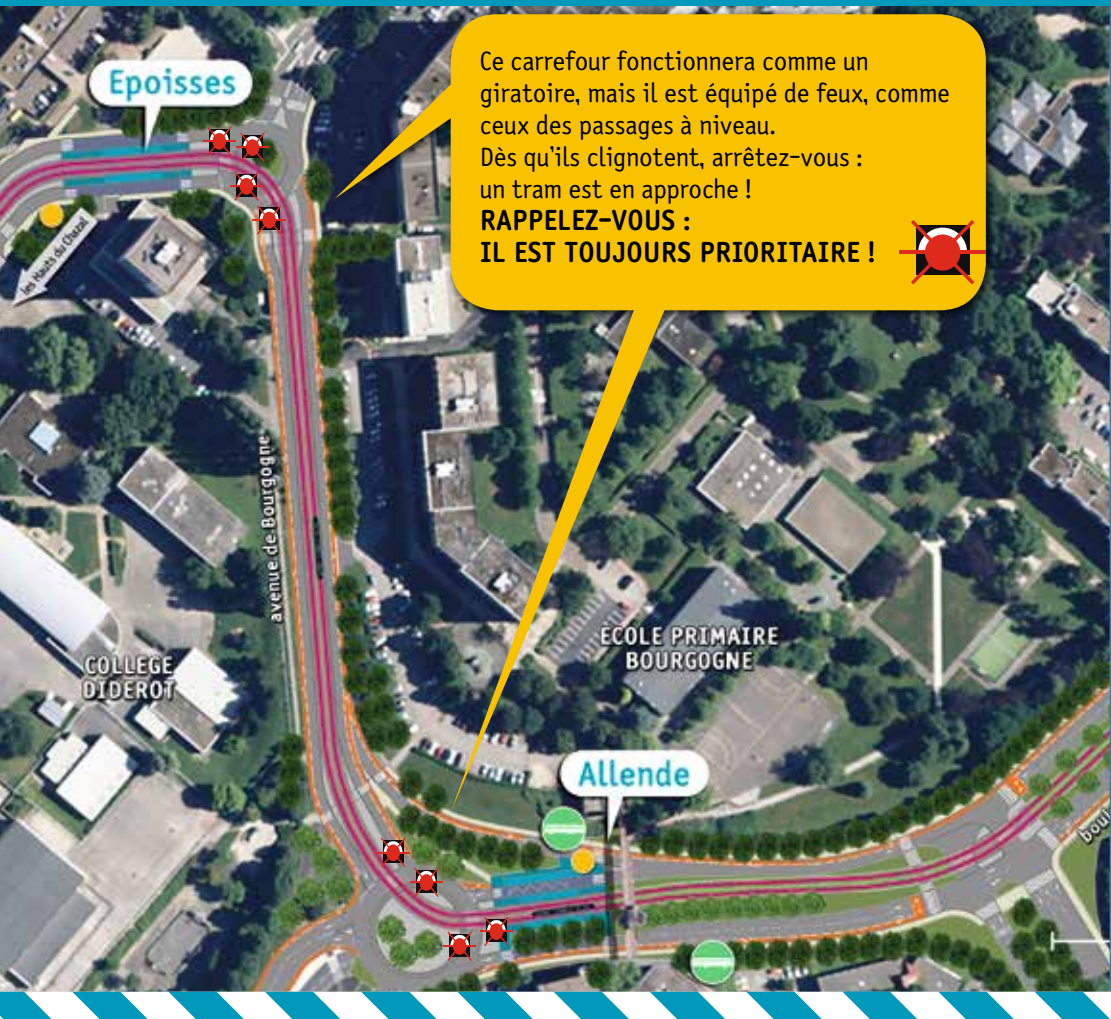 Epoisses
Ce carrefour fonctionnera comme un
giratoire, mais il est équipé de feux, comme
ceux des passages à niveau.
Dès qu'ils clignotent, arrêtez-vous :
un tram est en approche !
RAPPELEZ-VOUS :
IL EST TOUJOURS PRIORITAIRE !
les Hauts du Chazal
avenue de Bourgogne
COLLEGE
DIDEROT
ECOLE PRIMAIRE
BOURGOGNE
Allende
boul